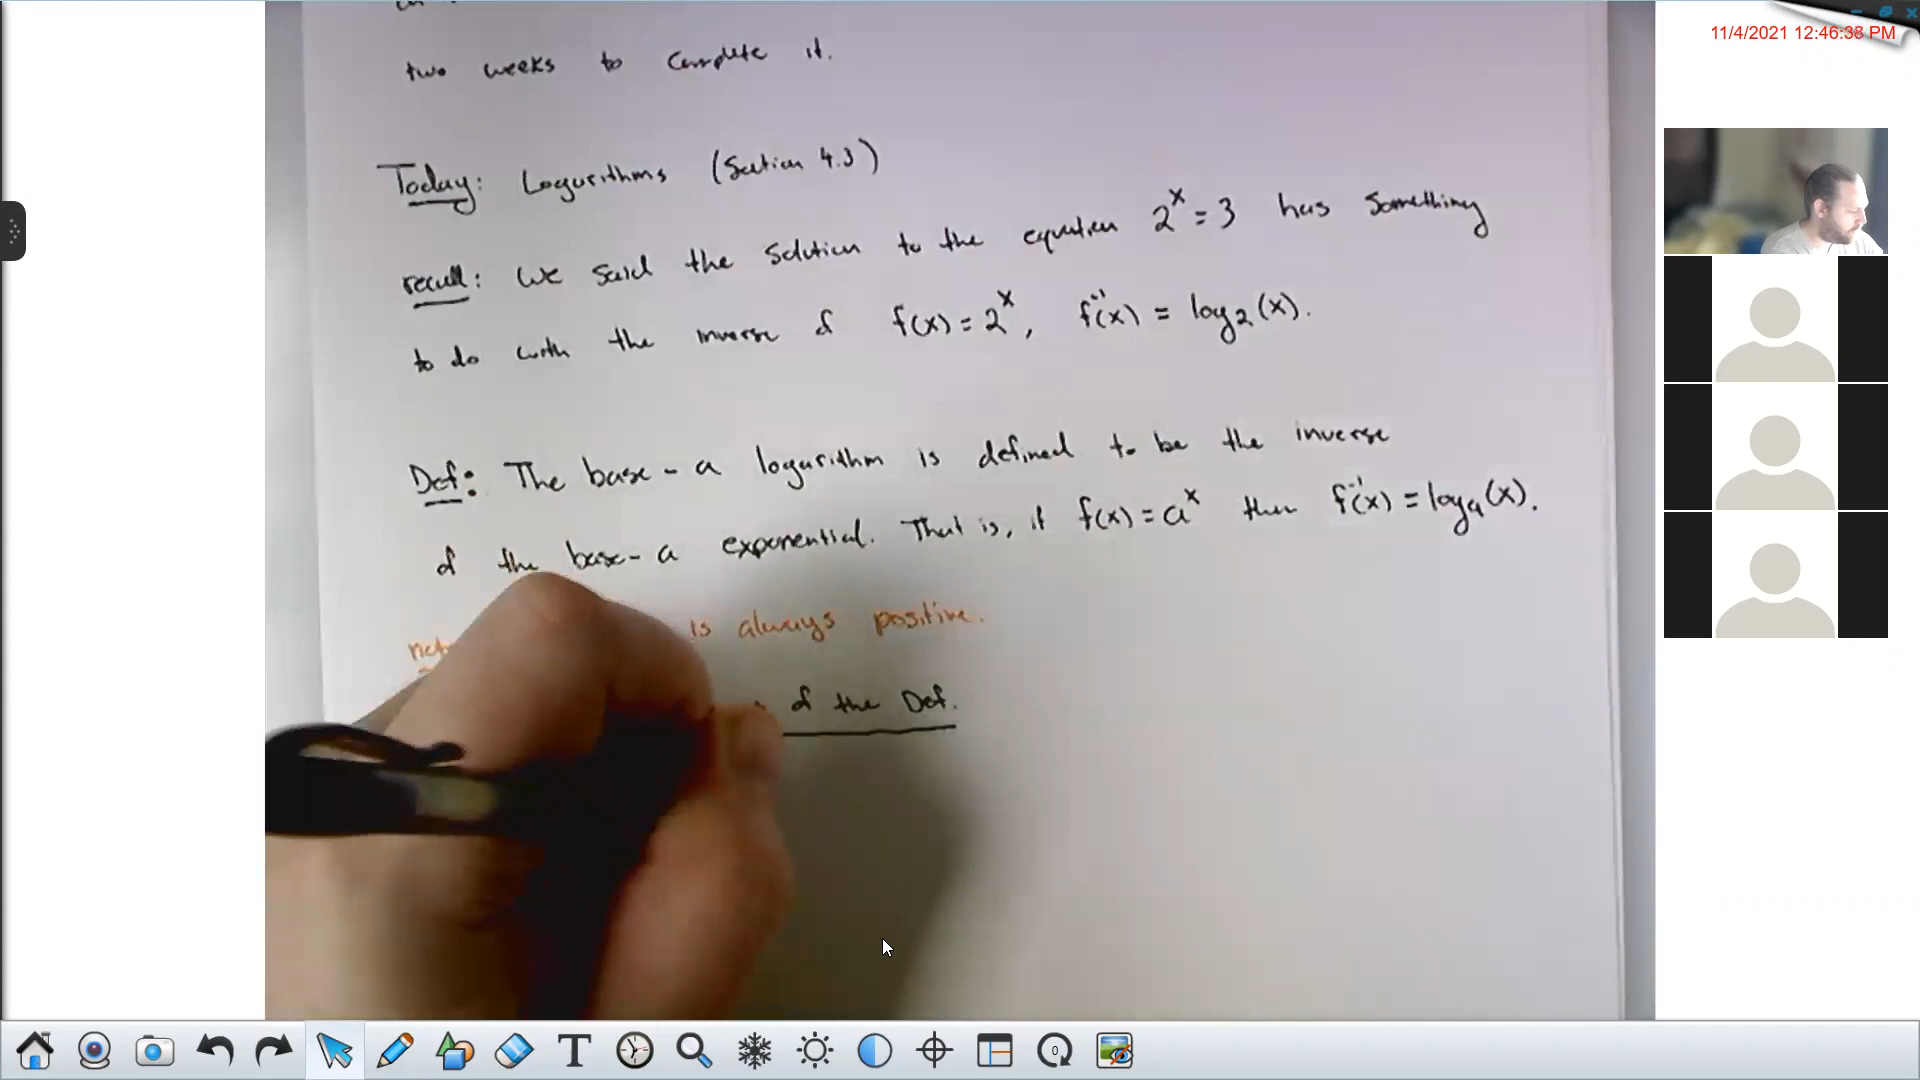 11/4/2021 12:46:38 PM
two weeks to complete it.
Today: Logarithms (Section 4.3)
recall: We said the solution to the equation 2^x = 3 has something
to do with the inverse of f(x) = 2^x, f^-1(x) = log_2(x).
Def: The base-a logarithm is defined to be the inverse
of the base-a exponential. That is, if f(x) = a^x then f^-1(x) = log_a(x).
is always positive.
of the Def.
T
0